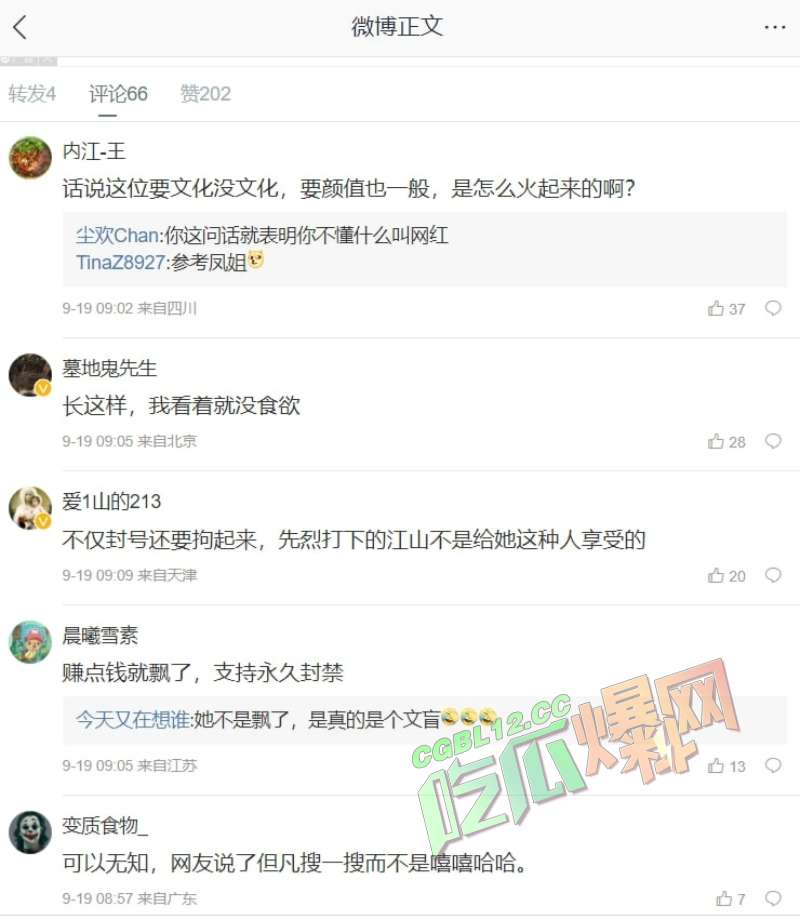 微博正文
转发4 评论66 赞202
内江-王
话说这位要文化没文化，要颜值也一般，是怎么火起来的啊？
尘欢Chan:你这问话就表明你不懂什么叫网红
TinaZ8927:参考凤姐
9-19 09:02 来自四川 37
墓地鬼先生
长这样，我看着就没食欲
9-19 09:05 来自北京 28
爱1山的213
不仅封号还要拘起来，先烈打下的江山不是给她这种人享受的
9-19 09:09 来自天津 20
晨曦雪素
赚点钱就飘了，支持永久封禁
今天又在想谁:她不是飘了，是真的是个文盲
9-19 09:05 来自江苏 13
CGBL12.CC
吃瓜爆料网
变质食物_
可以无知，网友说了但凡搜一搜而不是嘻嘻哈哈。
9-19 08:57 来自广东 7